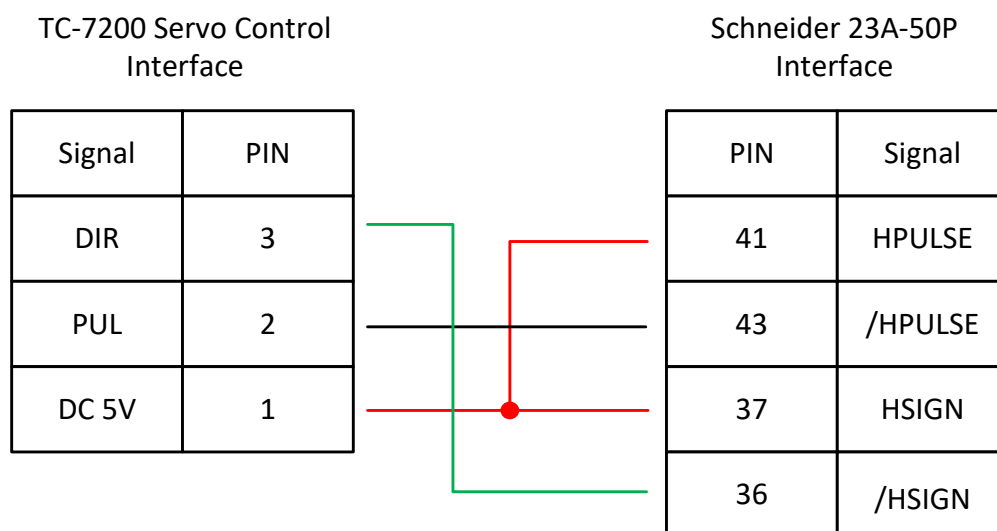 TC-7200 Servo Control
Interface
Signal PIN
DIR 3
PUL 2
DC 5V 1
Schneider 23A-50P
Interface
PIN Signal
41 HPULSE
43 /HPULSE
37 HSIGN
36 /HSIGN